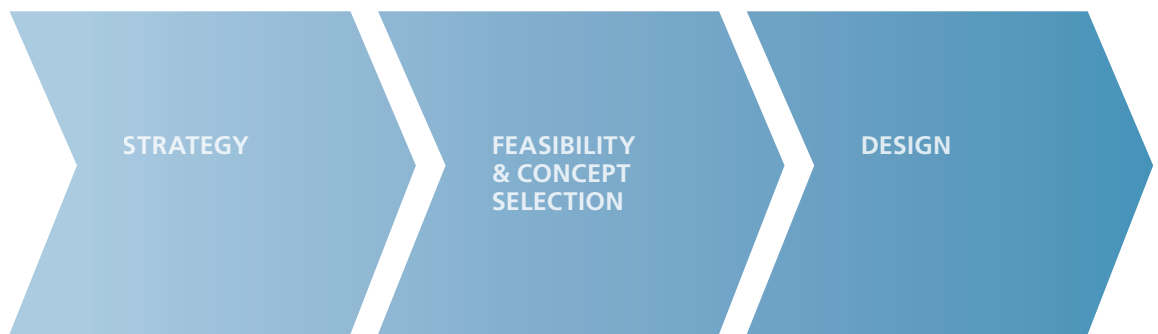 STRATEGY
FEASIBILITY
& CONCEPT
SELECTION
DESIGN